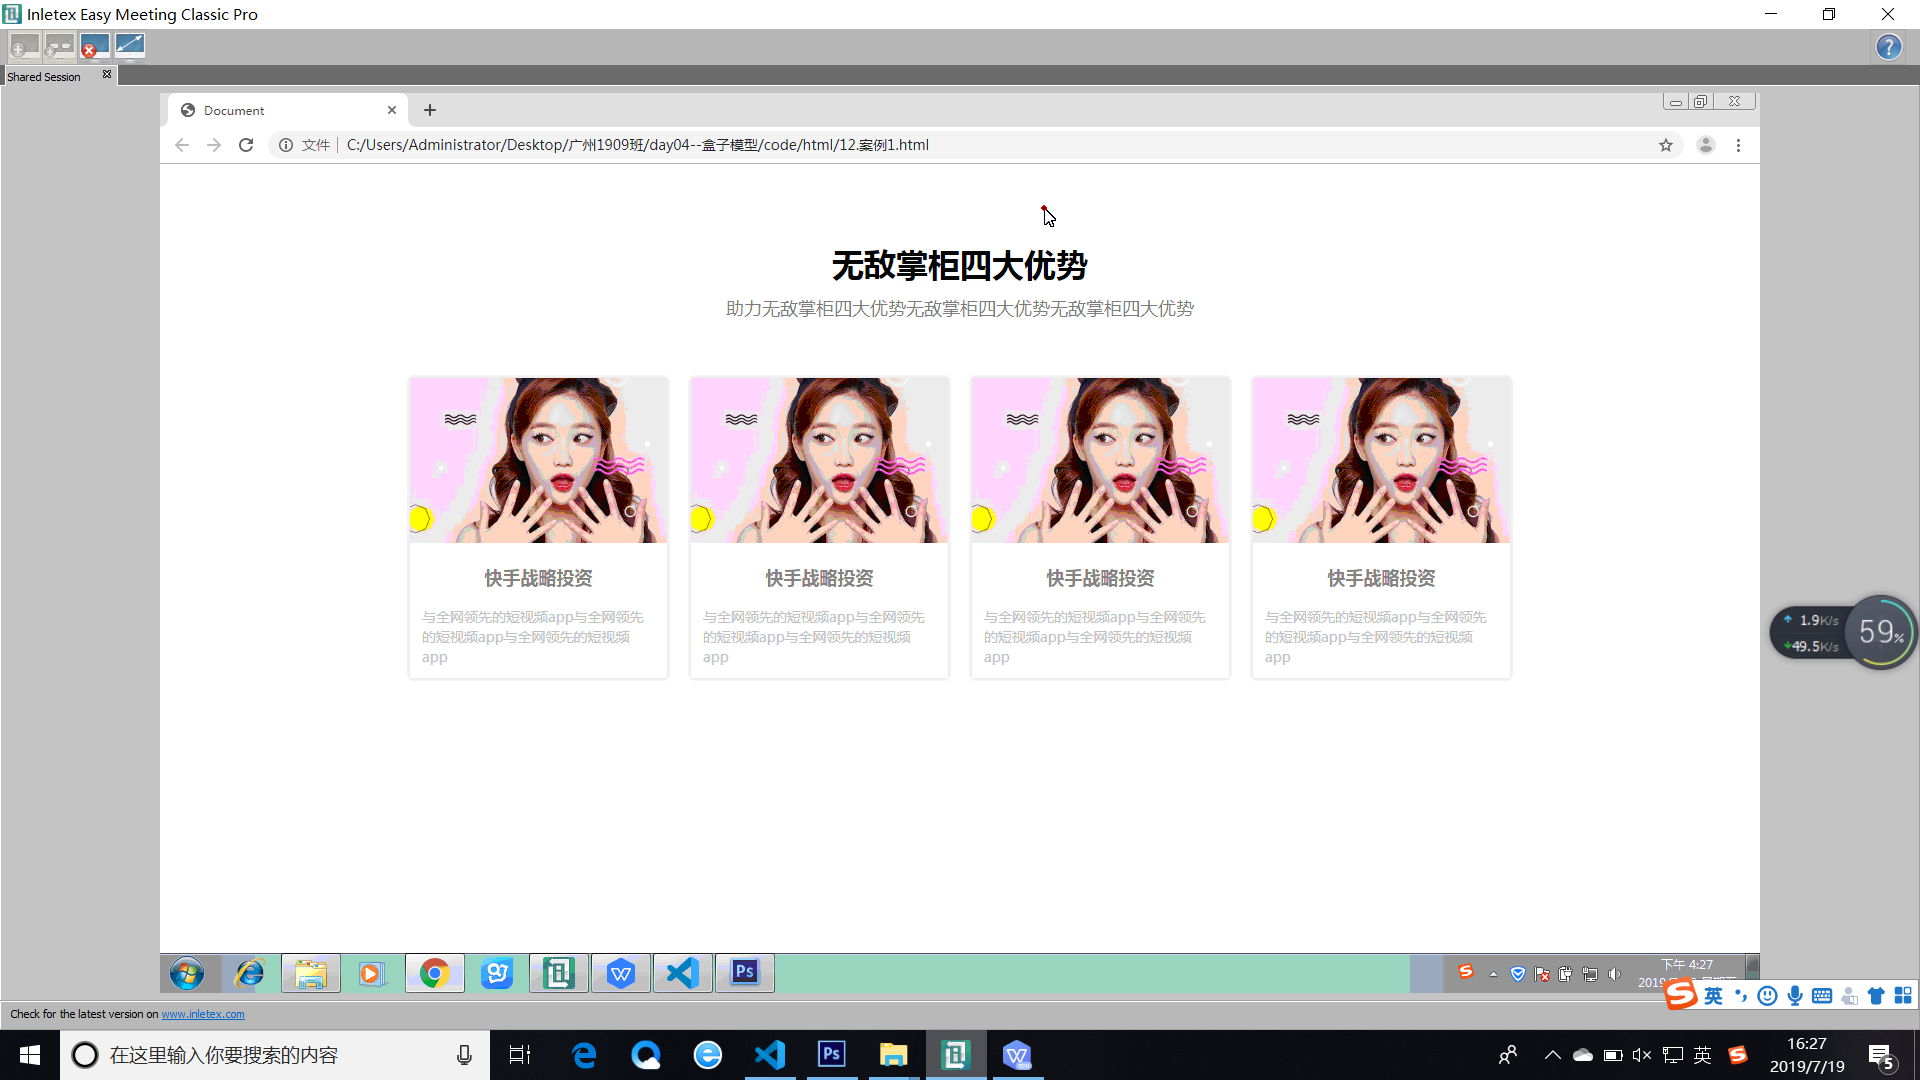 Inletex Easy Meeting Classic Pro
Shared Session
Document
文件 C:/Users/Administrator/Desktop/广州1909班/day04--盒子模型/code/html/12.案例1.html
无敌掌柜四大优势
助力无敌掌柜四大优势无敌掌柜四大优势无敌掌柜四大优势
快手战略投资
与全网领先的短视频app与全网领先
的短视频app与全网领先的短视频
app
快手战略投资
与全网领先的短视频app与全网领先
的短视频app与全网领先的短视频
app
快手战略投资
与全网领先的短视频app与全网领先
的短视频app与全网领先的短视频
app
快手战略投资
与全网领先的短视频app与全网领先
的短视频app与全网领先的短视频
app
1.9K/s
49.5K/s
59%
Ps
下午 4:27
英
Check for the latest version on www.inletex.com
在这里输入你要搜索的内容
Ps
英
16:27
2019/7/19
5